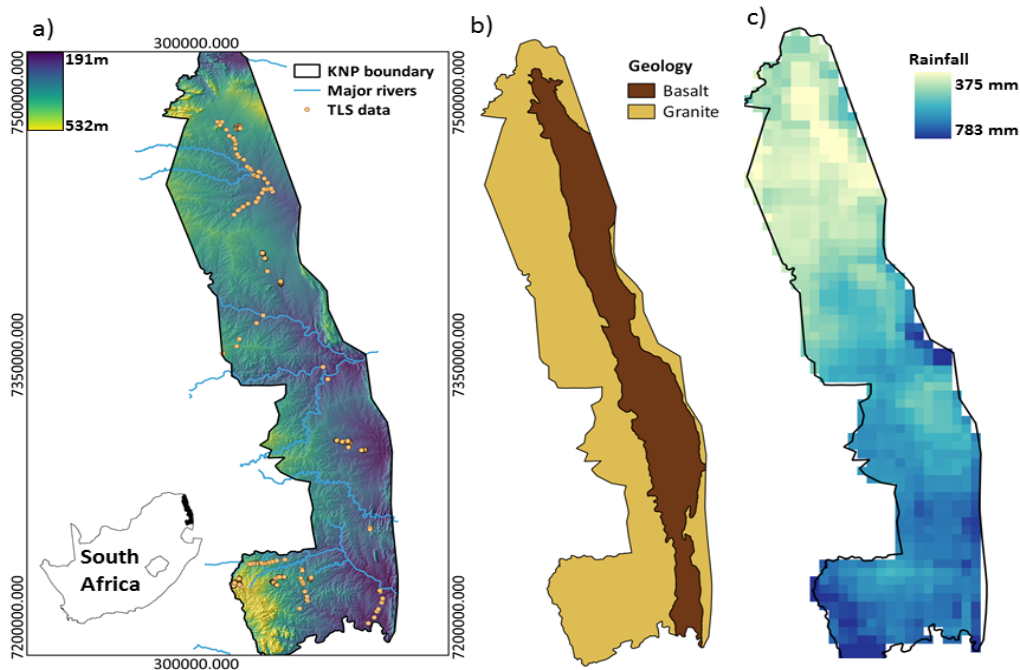 a)
300000.000
191m
532m
KNP boundary
Major rivers
TLS data
7500000.000
7500000.000
7350000.000
7350000.000
7200000.000
7200000.000
300000.000
South
Africa
b)
Geology
Basalt
Granite
c)
Rainfall
375 mm
783 mm